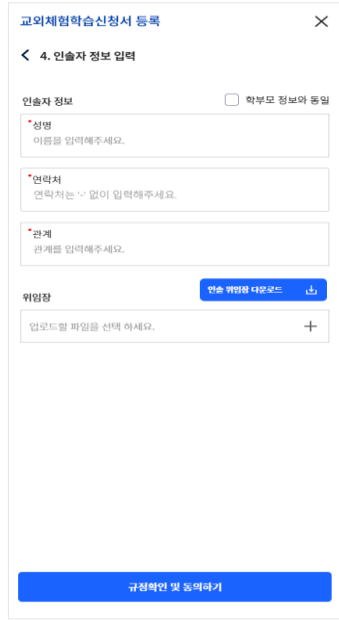 교외체험학습신청서 등록
4. 인솔자 정보 입력
인솔자 정보
학부모 정보와 동일
*성명
이름을 입력해주세요.
*연락처
연락처는 '-' 없이 입력해주세요.
*관계
관계를 입력해주세요.
위임장
인솔 위임장 다운로드
업로드할 파일을 선택 하세요.
규정확인 및 동의하기